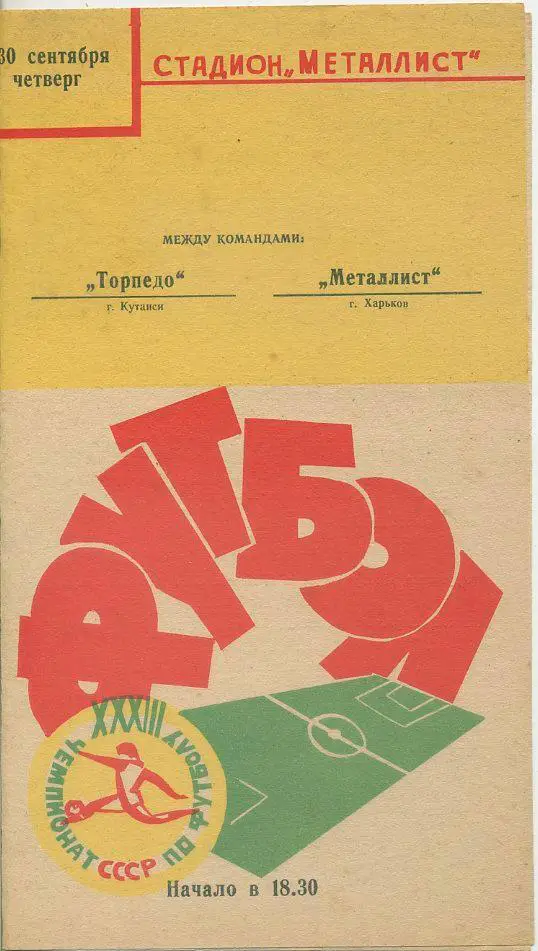 30 сентября
четверг
СТАДИОН „МЕТАЛЛИСТ"
МЕЖДУ КОМАНДАМИ:
„Торпедо" „Металлист"
г. Кутаиси г. Харьков
ФУТБОЛ
XXXIII
ЧЕМПИОНАТ СССР ПО ФУТБОЛУ
Начало в 18.30